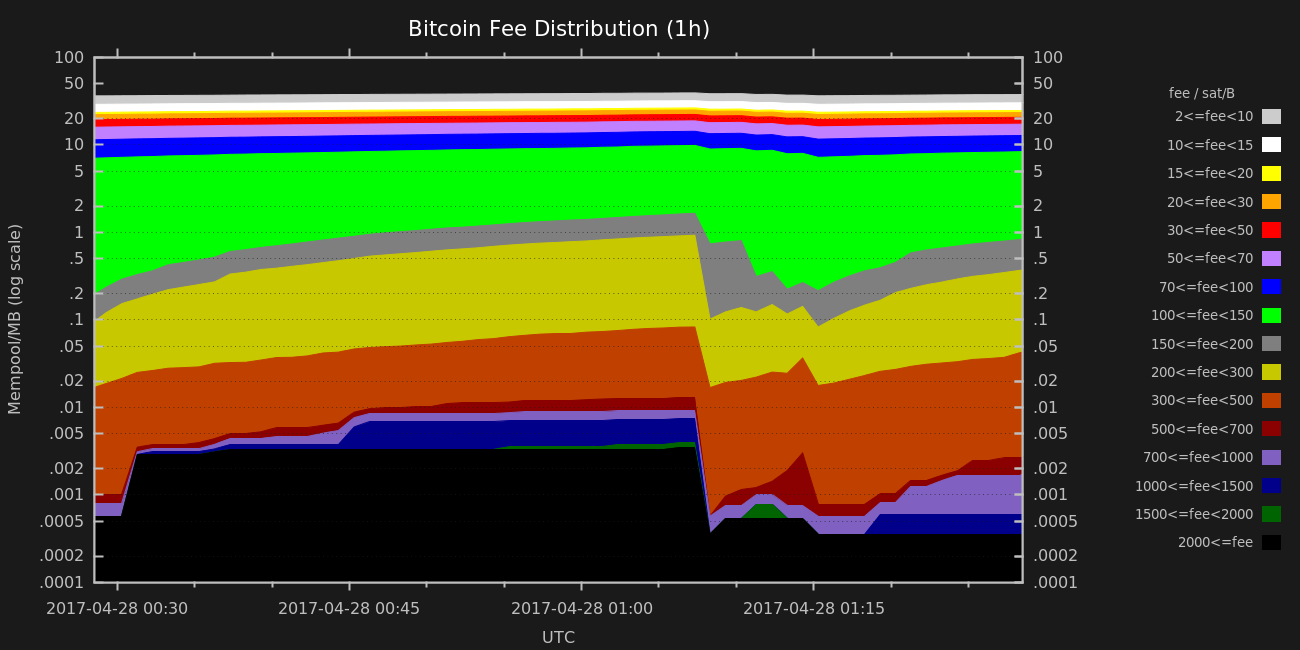 Bitcoin Fee Distribution (1h)
100
50
20
10
5
2
1
.5
.2
.1
.05
.02
.01
.005
.002
.001
.0005
.0002
.0001
Mempool/MB (log scale)
100
50
20
10
5
2
1
.5
.2
.1
.05
.02
.01
.005
.002
.001
.0005
.0002
.0001
2017-04-28 00:30 2017-04-28 00:45 2017-04-28 01:00 2017-04-28 01:15
UTC
fee / sat/B
2<=fee<10
10<=fee<15
15<=fee<20
20<=fee<30
30<=fee<50
50<=fee<70
70<=fee<100
100<=fee<150
150<=fee<200
200<=fee<300
300<=fee<500
500<=fee<700
700<=fee<1000
1000<=fee<1500
1500<=fee<2000
2000<=fee